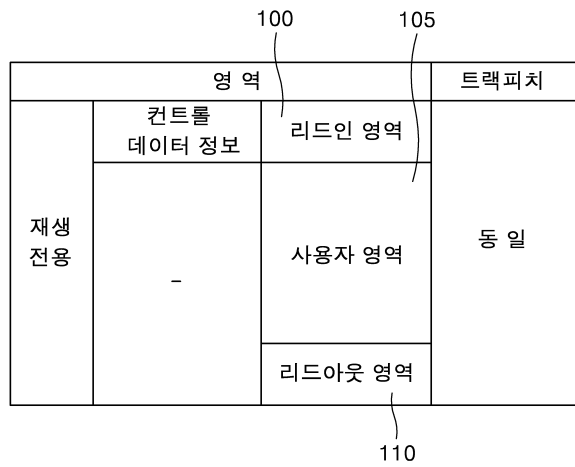 100
105
영 역
트랙피치
컨트롤
데이터 정보
리드인 영역
재생
전용
–
사용자 영역
동 일
리드아웃 영역
110